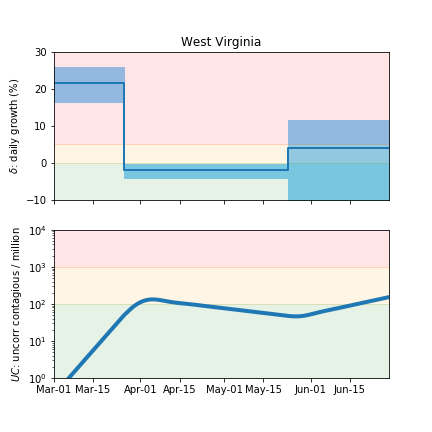 West Virginia
δ: daily growth (%)
30
20
10
0
−10
UC: uncorr contagious / million
10⁴
10³
10²
10¹
10⁰
Mar-01 Mar-15 Apr-01 Apr-15 May-01 May-15 Jun-01 Jun-15